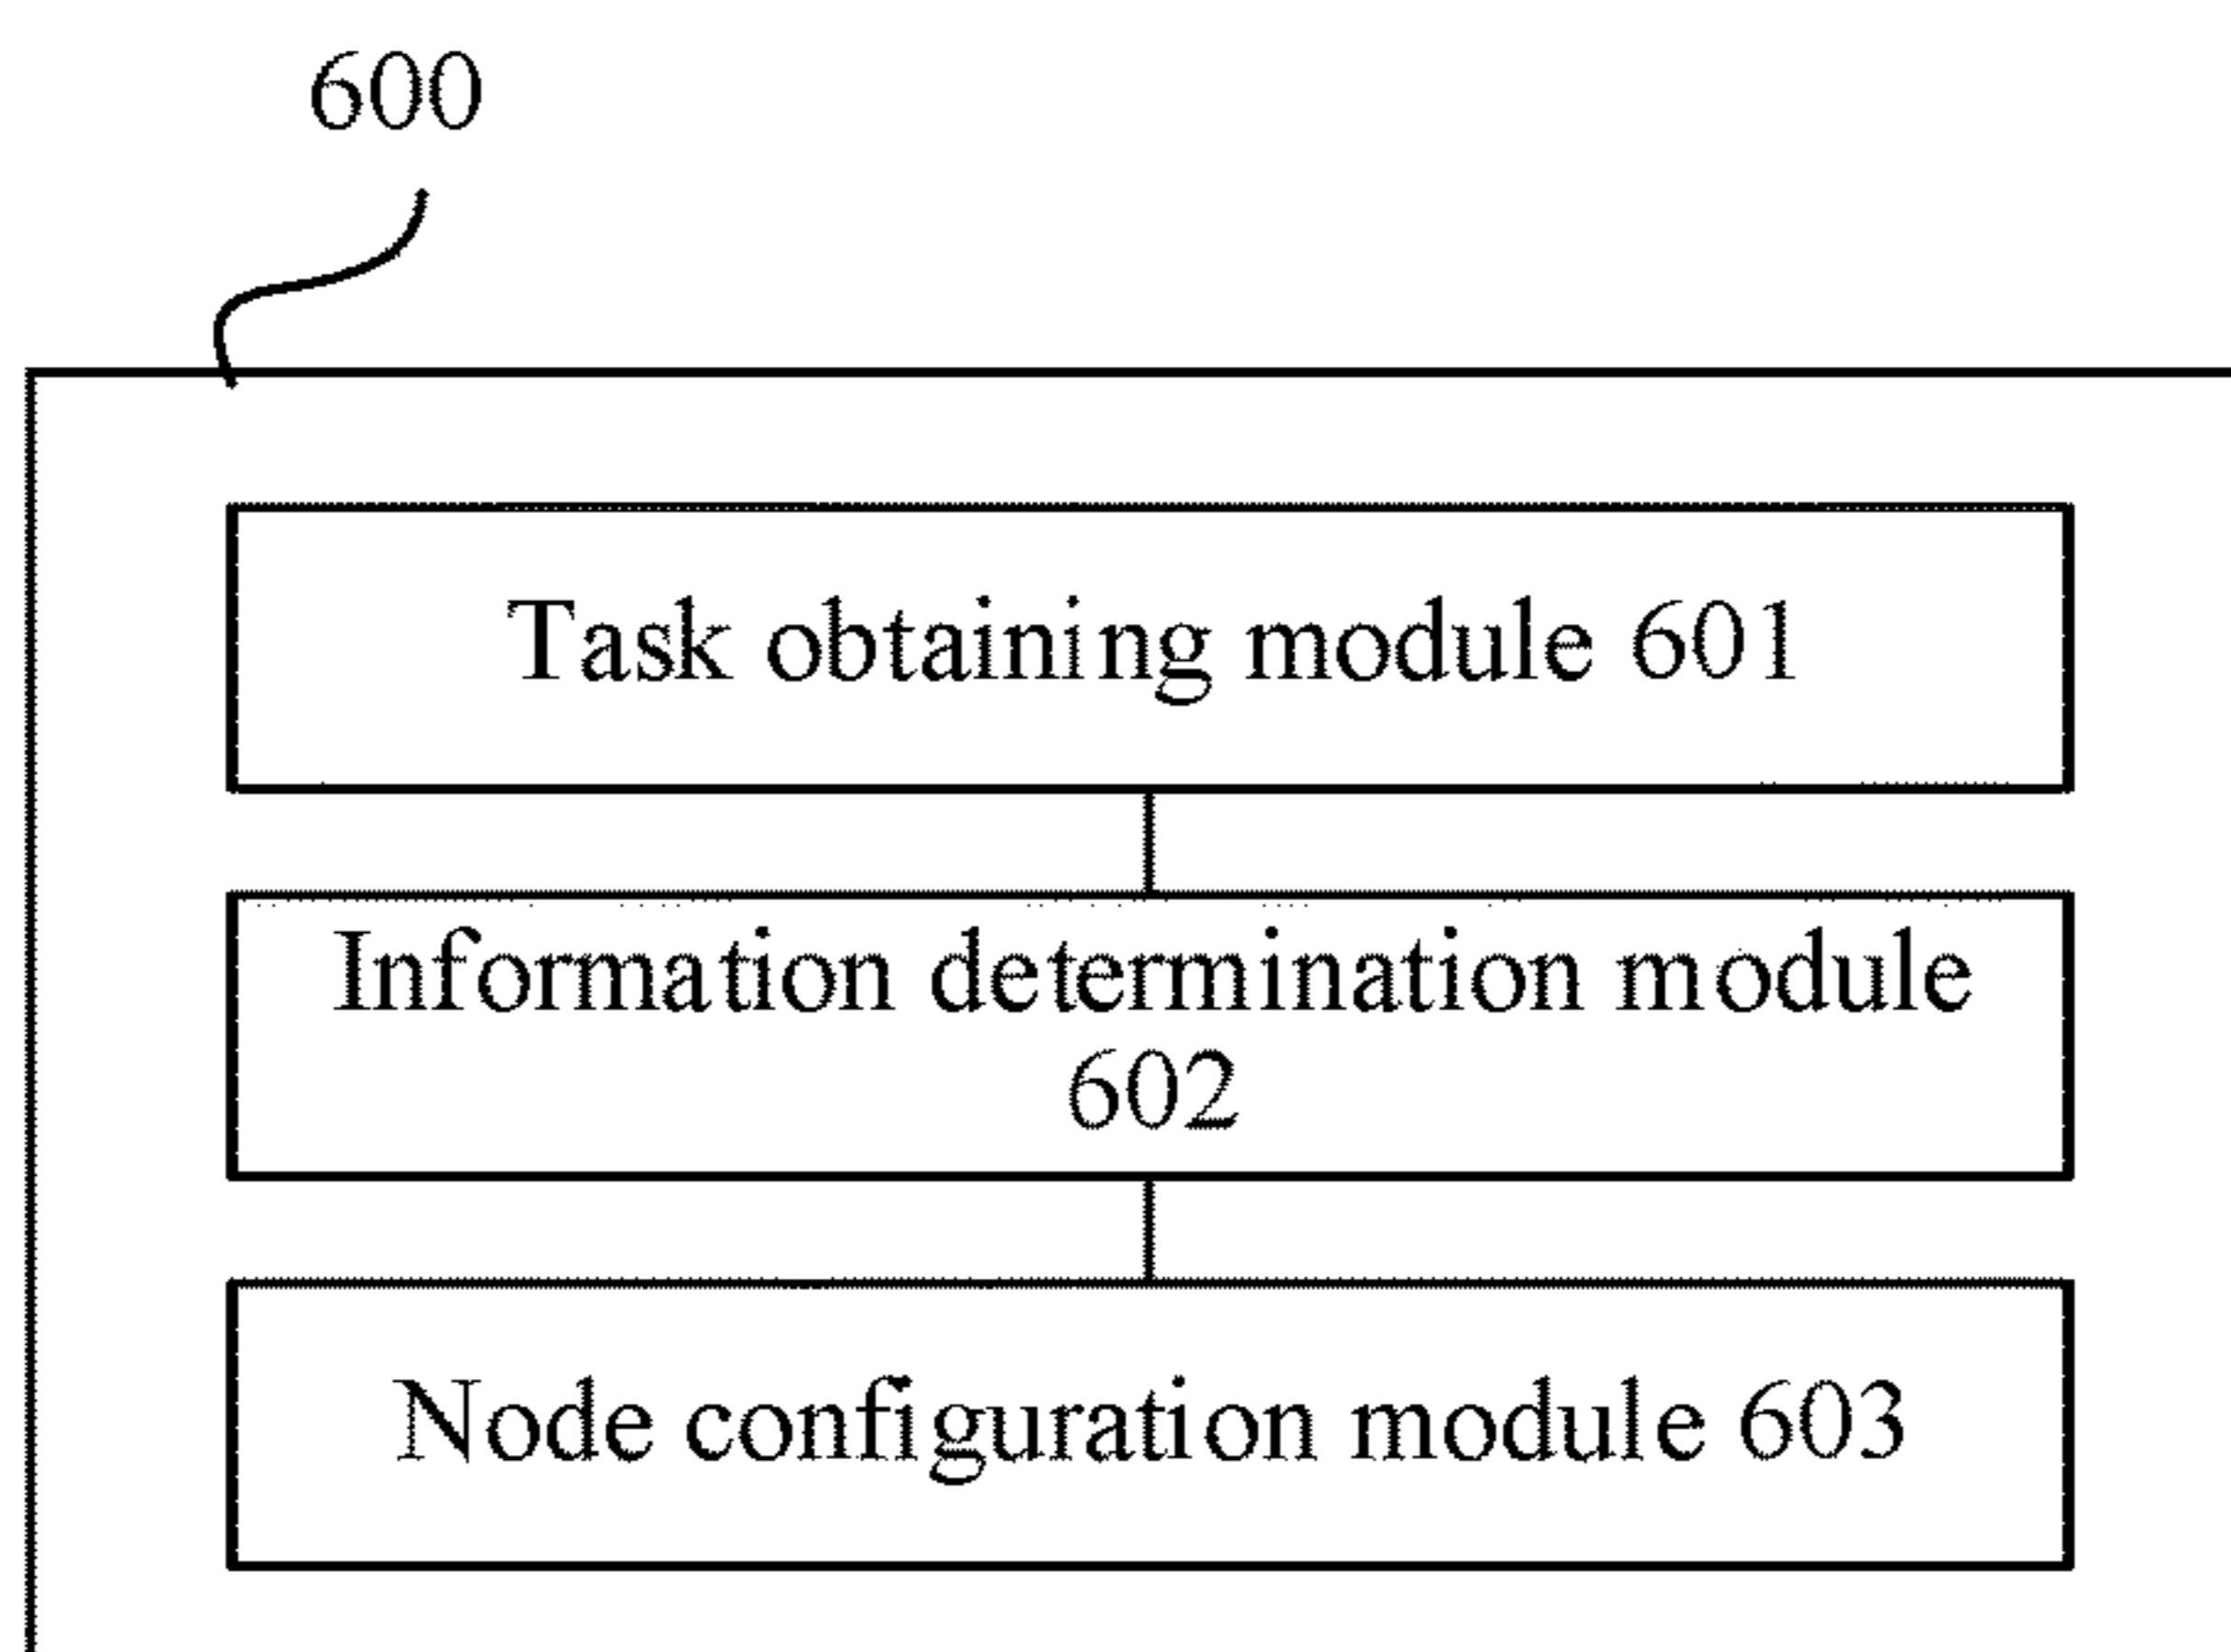 600
Task obtaining module 601
Information determination module
602
Node configuration module 603